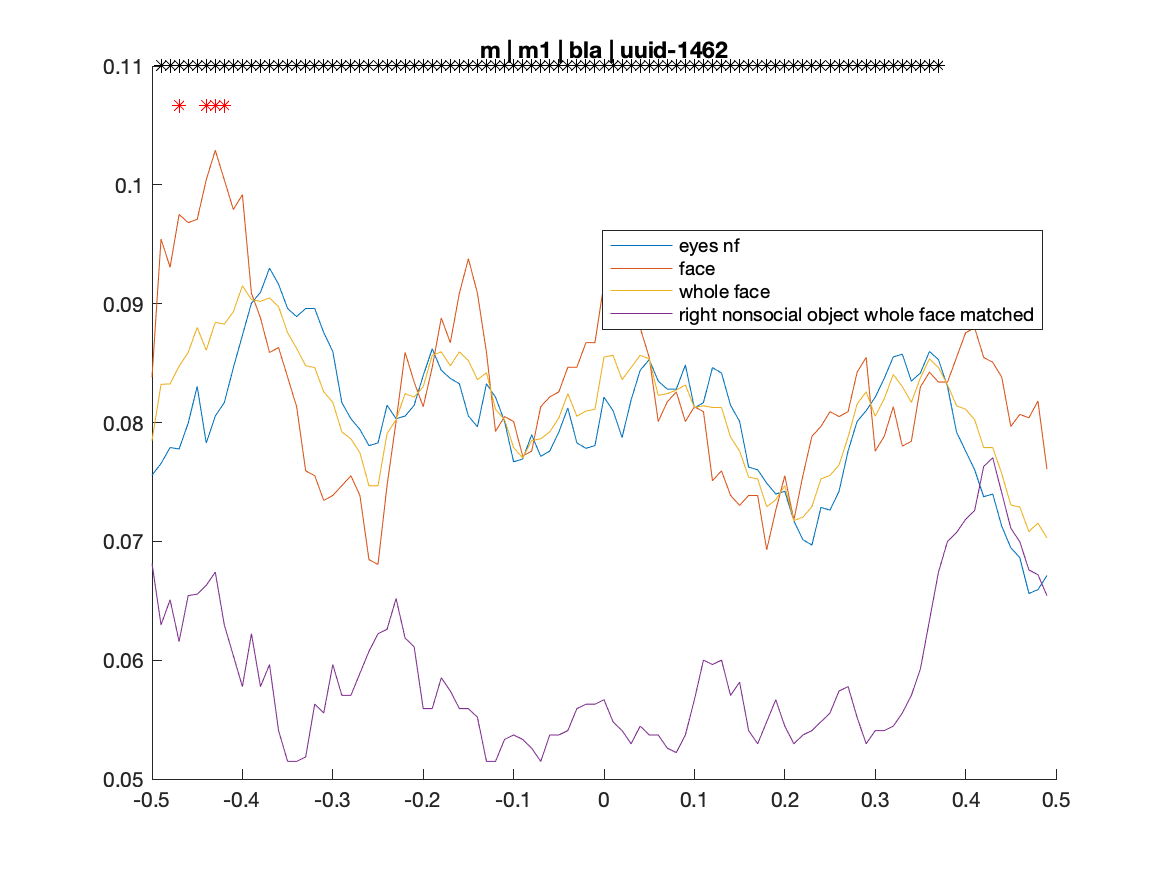 m | m1 | bla | uuid-1462
0.11
0.1
0.09
0.08
0.07
0.06
0.05
eyes nf
face
whole face
right nonsocial object whole face matched
-0.5 -0.4 -0.3 -0.2 -0.1 0 0.1 0.2 0.3 0.4 0.5